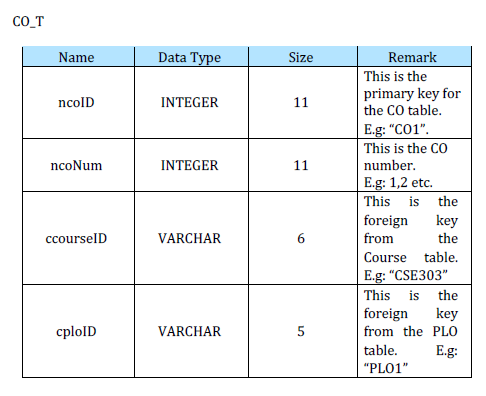 CO_T
Name Data Type Size Remark
ncoID INTEGER 11 This is the
primary key for
the CO table.
E.g: “CO1”.
ncoNum INTEGER 11 This is the CO
number.
E.g: 1,2 etc.
ccourseID VARCHAR 6 This is the
foreign key
from the
Course table.
E.g: “CSE303”
cploID VARCHAR 5 This is the
foreign key
from the PLO
table. E.g:
“PLO1”